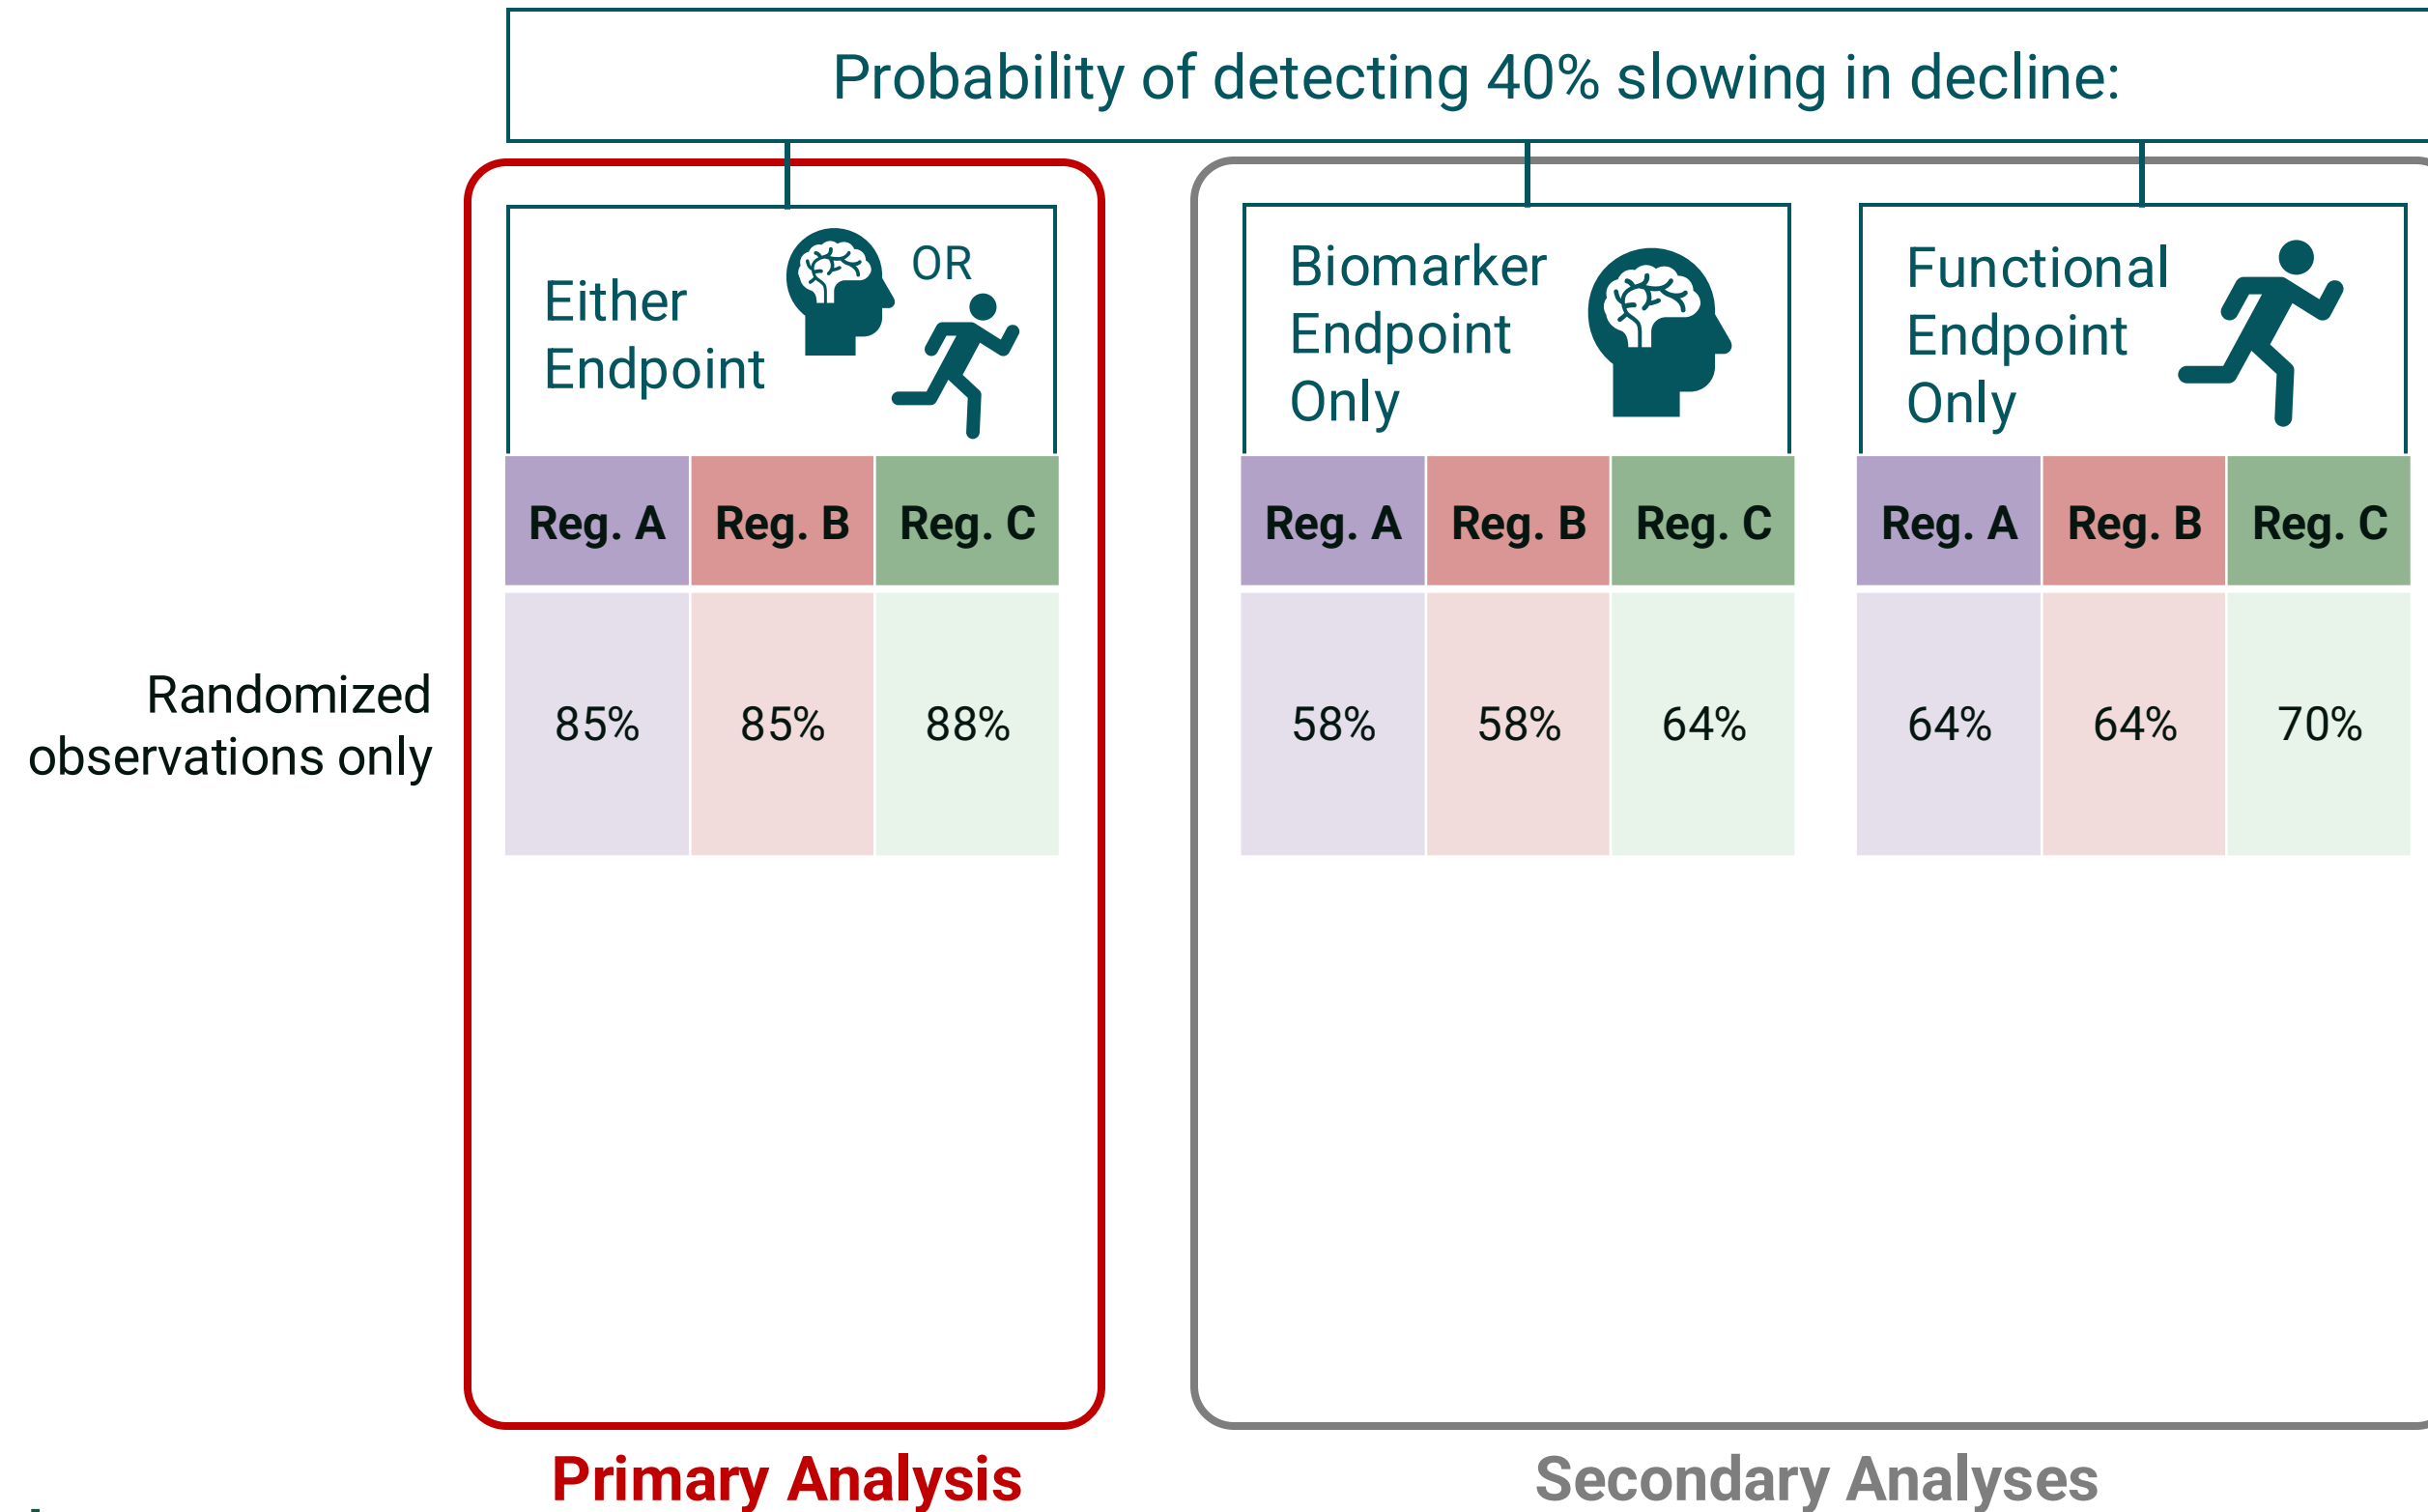 Probability of detecting 40% slowing in decline:
Either
Endpoint
OR
Biomarker
Endpoint
Only
Functional
Endpoint
Only
Reg. A Reg. B Reg. C Reg. A Reg. B Reg. C Reg. A Reg. B Reg. C
Randomized
observations only
85% 85% 88% 58% 58% 64% 64% 64% 70%
Primary Analysis
Secondary Analyses